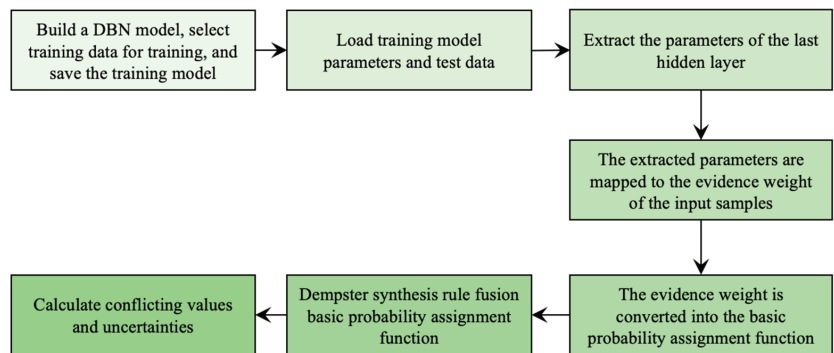 Build a DBN model, select
training data for training, and
save the training model
Load training model
parameters and test data
Extract the parameters of the last
hidden layer
The extracted parameters are
mapped to the evidence weight
of the input samples
The evidence weight is
converted into the basic
probability assignment function
Dempster synthesis rule fusion
basic probability assignment
function
Calculate conflicting values
and uncertainties